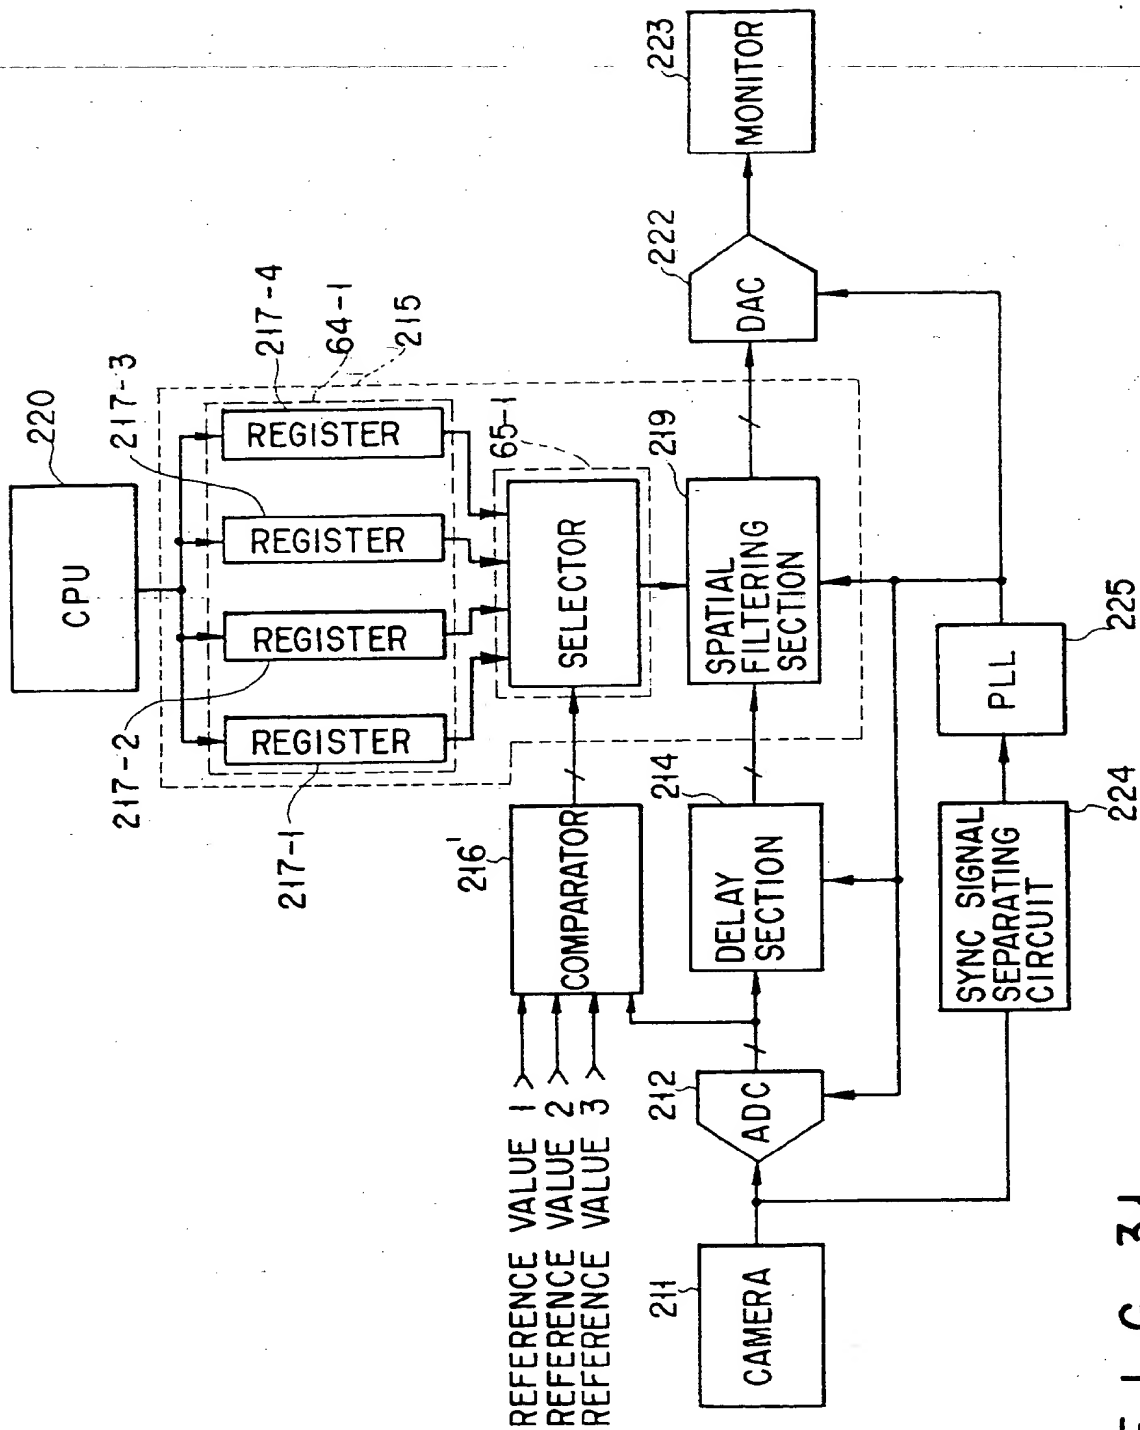 220
CPU
217-3
217-4
64-1
215
217-2
217-1
REGISTER
REGISTER
REGISTER
REGISTER
65-1
SELECTOR
216'
COMPARATOR
REFERENCE VALUE 1
REFERENCE VALUE 2
REFERENCE VALUE 3
211
CAMERA
212
ADC
214
DELAY
SECTION
219
SPATIAL
FILTERING
SECTION
222
DAC
223
MONITOR
SYNC SIGNAL
SEPARATING
CIRCUIT
224
PLL
225